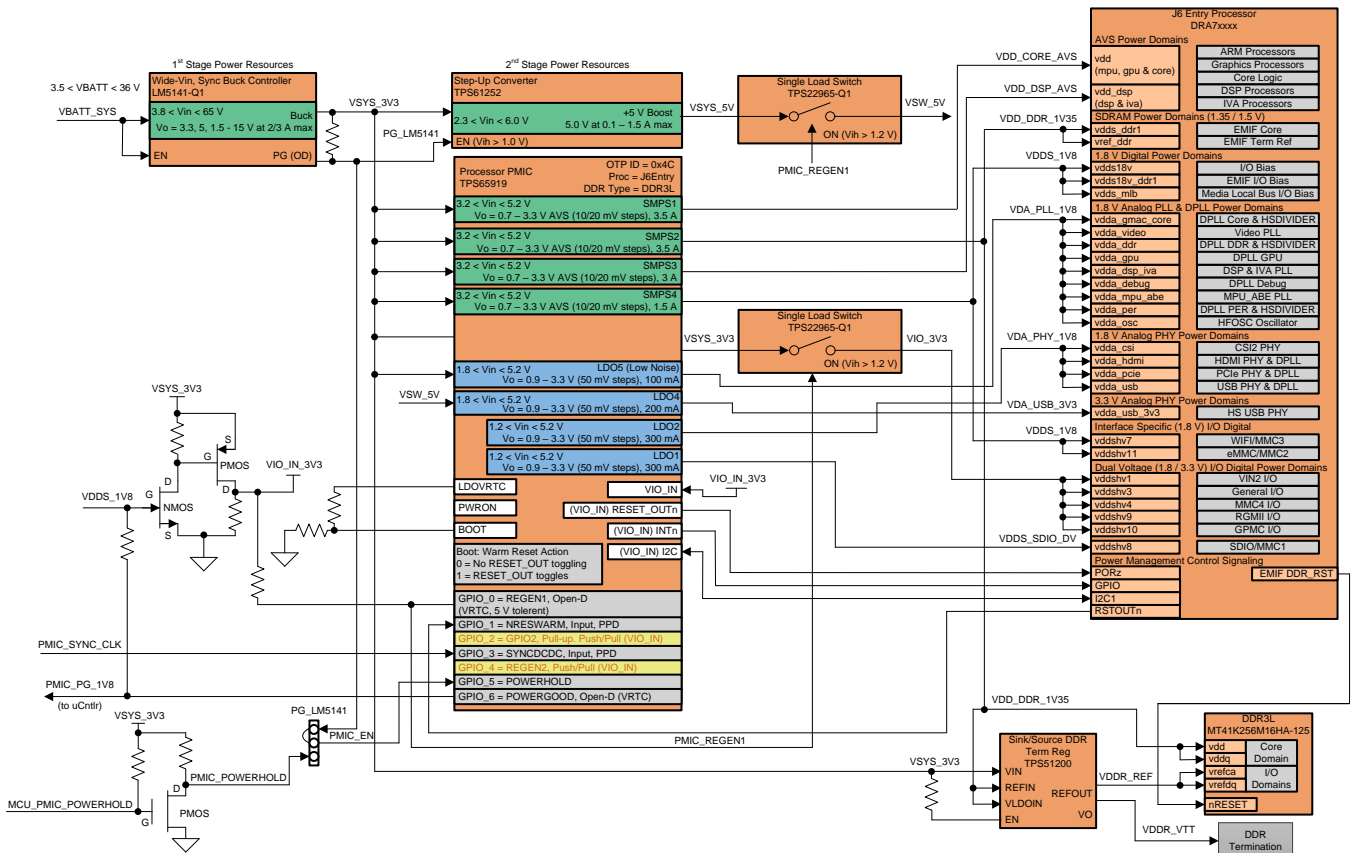 1st Stage Power Resources
3.5 < VBATT < 36 V
VBATT_SYS
Wide-Vin, Sync Buck Controller
LM5141-Q1
3.8 < Vin < 65 V
Buck
Vo = 3.3, 5, 1.5 - 15 V at 2/3 A max
EN
PG (OD)
VSYS_3V3
PG_LM5141
2nd Stage Power Resources
Step-Up Converter
TPS61252
2.3 < Vin < 6.0 V
+5 V Boost
5.0 V at 0.1 – 1.5 A max
EN (Vih > 1.0 V)
VSYS_5V
Single Load Switch
TPS22965-Q1
ON (Vih > 1.2 V)
VSW_5V
PMIC_REGEN1
Processor PMIC
TPS65919
OTP ID = 0x4C
Proc = J6Entry
DDR Type = DDR3L
3.2 < Vin < 5.2 V
SMPS1
Vo = 0.7 – 3.3 V AVS (10/20 mV steps), 3.5 A
3.2 < Vin < 5.2 V
SMPS2
Vo = 0.7 – 3.3 V AVS (10/20 mV steps), 3.5 A
3.2 < Vin < 5.2 V
SMPS3
Vo = 0.7 – 3.3 V AVS (10/20 mV steps), 3 A
3.2 < Vin < 5.2 V
SMPS4
Vo = 0.7 – 3.3 V AVS (10/20 mV steps), 1.5 A
VSYS_3V3
Single Load Switch
TPS22965-Q1
ON (Vih > 1.2 V)
VIO_3V3
1.8 < Vin < 5.2 V
LDO5 (Low Noise)
Vo = 0.9 – 3.3 V (50 mV steps), 100 mA
VSW_5V
1.8 < Vin < 5.2 V
LDO4
Vo = 0.9 – 3.3 V (50 mV steps), 200 mA
1.2 < Vin < 5.2 V
LDO2
Vo = 0.9 – 3.3 V (50 mV steps), 300 mA
1.2 < Vin < 5.2 V
LDO1
Vo = 0.9 – 3.3 V (50 mV steps), 300 mA
LDOVRTC
PWRON
BOOT
VIO_IN
VIO_IN_3V3
(VIO_IN) RESET_OUTn
(VIO_IN) INTn
(VIO_IN) I2C
Boot: Warm Reset Action
0 = No RESET_OUT toggling
1 = RESET_OUT toggles
GPIO_0 = REGEN1, Open-D
(VRTC, 5 V tolerent)
GPIO_1 = NRESWARM, Input, PPD
GPIO_2 = GPIO2, Pull-up. Push/Pull (VIO_IN)
GPIO_3 = SYNCDCDC, Input, PPD
GPIO_4 = REGEN2, Push/Pull (VIO_IN)
GPIO_5 = POWERHOLD
GPIO_6 = POWERGOOD, Open-D (VRTC)
VSYS_3V3
S
G
PMOS
D
VIO_IN_3V3
D
G
NMOS
S
VDDS_1V8
PMIC_SYNC_CLK
PMIC_PG_1V8
(to uCntlr)
VSYS_3V3
PG_LM5141
PMIC_EN
PMIC_POWERHOLD
D
MCU_PMIC_POWERHOLD
G
PMOS
PMIC_REGEN1
J6 Entry Processor
DRA7xxxx
AVS Power Domains
VDD_CORE_AVS
vdd
(mpu, gpu & core)
ARM Processors
Graphics Processors
Core Logic
VDD_DSP_AVS
vdd_dsp
(dsp & iva)
DSP Processors
IVA Processors
SDRAM Power Domains (1.35 / 1.5 V)
VDD_DDR_1V35
vdds_ddr1
EMIF Core
vref_ddr
EMIF Term Ref
1.8 V Digital Power Domains
VDDS_1V8
vdds18v
I/O Bias
vdds18v_ddr1
EMIF I/O Bias
vdds_mlb
Media Local Bus I/O Bias
1.8 V Analog PLL & DPLL Power Domains
VDA_PLL_1V8
vdda_gmac_core
DPLL Core & HSDIVIDER
vdda_video
Video PLL
vdda_ddr
DPLL DDR & HSDIVIDER
vdda_gpu
DPLL GPU
vdda_dsp_iva
DSP & IVA PLL
vdda_debug
DPLL Debug
vdda_mpu_abe
MPU_ABE PLL
vdda_per
DPLL PER & HSDIVIDER
vdda_osc
HFOSC Oscillator
1.8 V Analog PHY Power Domains
VDA_PHY_1V8
vdda_csi
CSI2 PHY
vdda_hdmi
HDMI PHY & DPLL
vdda_pcie
PCIe PHY & DPLL
vdda_usb
USB PHY & DPLL
3.3 V Analog PHY Power Domains
VDA_USB_3V3
vdda_usb_3v3
HS USB PHY
Interface Specific (1.8 V) I/O Digital
VDDS_1V8
vddshv7
WIFI/MMC3
vddshv11
eMMC/MMC2
Dual Voltage (1.8 / 3.3 V) I/O Digital Power Domains
vddshv1
VIN2 I/O
vddshv3
General I/O
vddshv4
MMC4 I/O
vddshv9
RGMII I/O
vddshv10
GPMC I/O
VDDS_SDIO_DV
vddshv8
SDIO/MMC1
Power Management Control Signaling
PORz
EMIF DDR_RST
GPIO
I2C1
RSTOUTn
VDD_DDR_1V35
VSYS_3V3
Sink/Source DDR
Term Reg
TPS51200
VIN
REFIN
VLDOIN
EN
REFOUT
VO
VDDR_REF
VDDR_VTT
DDR3L
MT41K256M16HA-125
vdd
vddq
Core
Domain
vrefca
vrefdq
I/O
Domains
nRESET
DDR
Termination